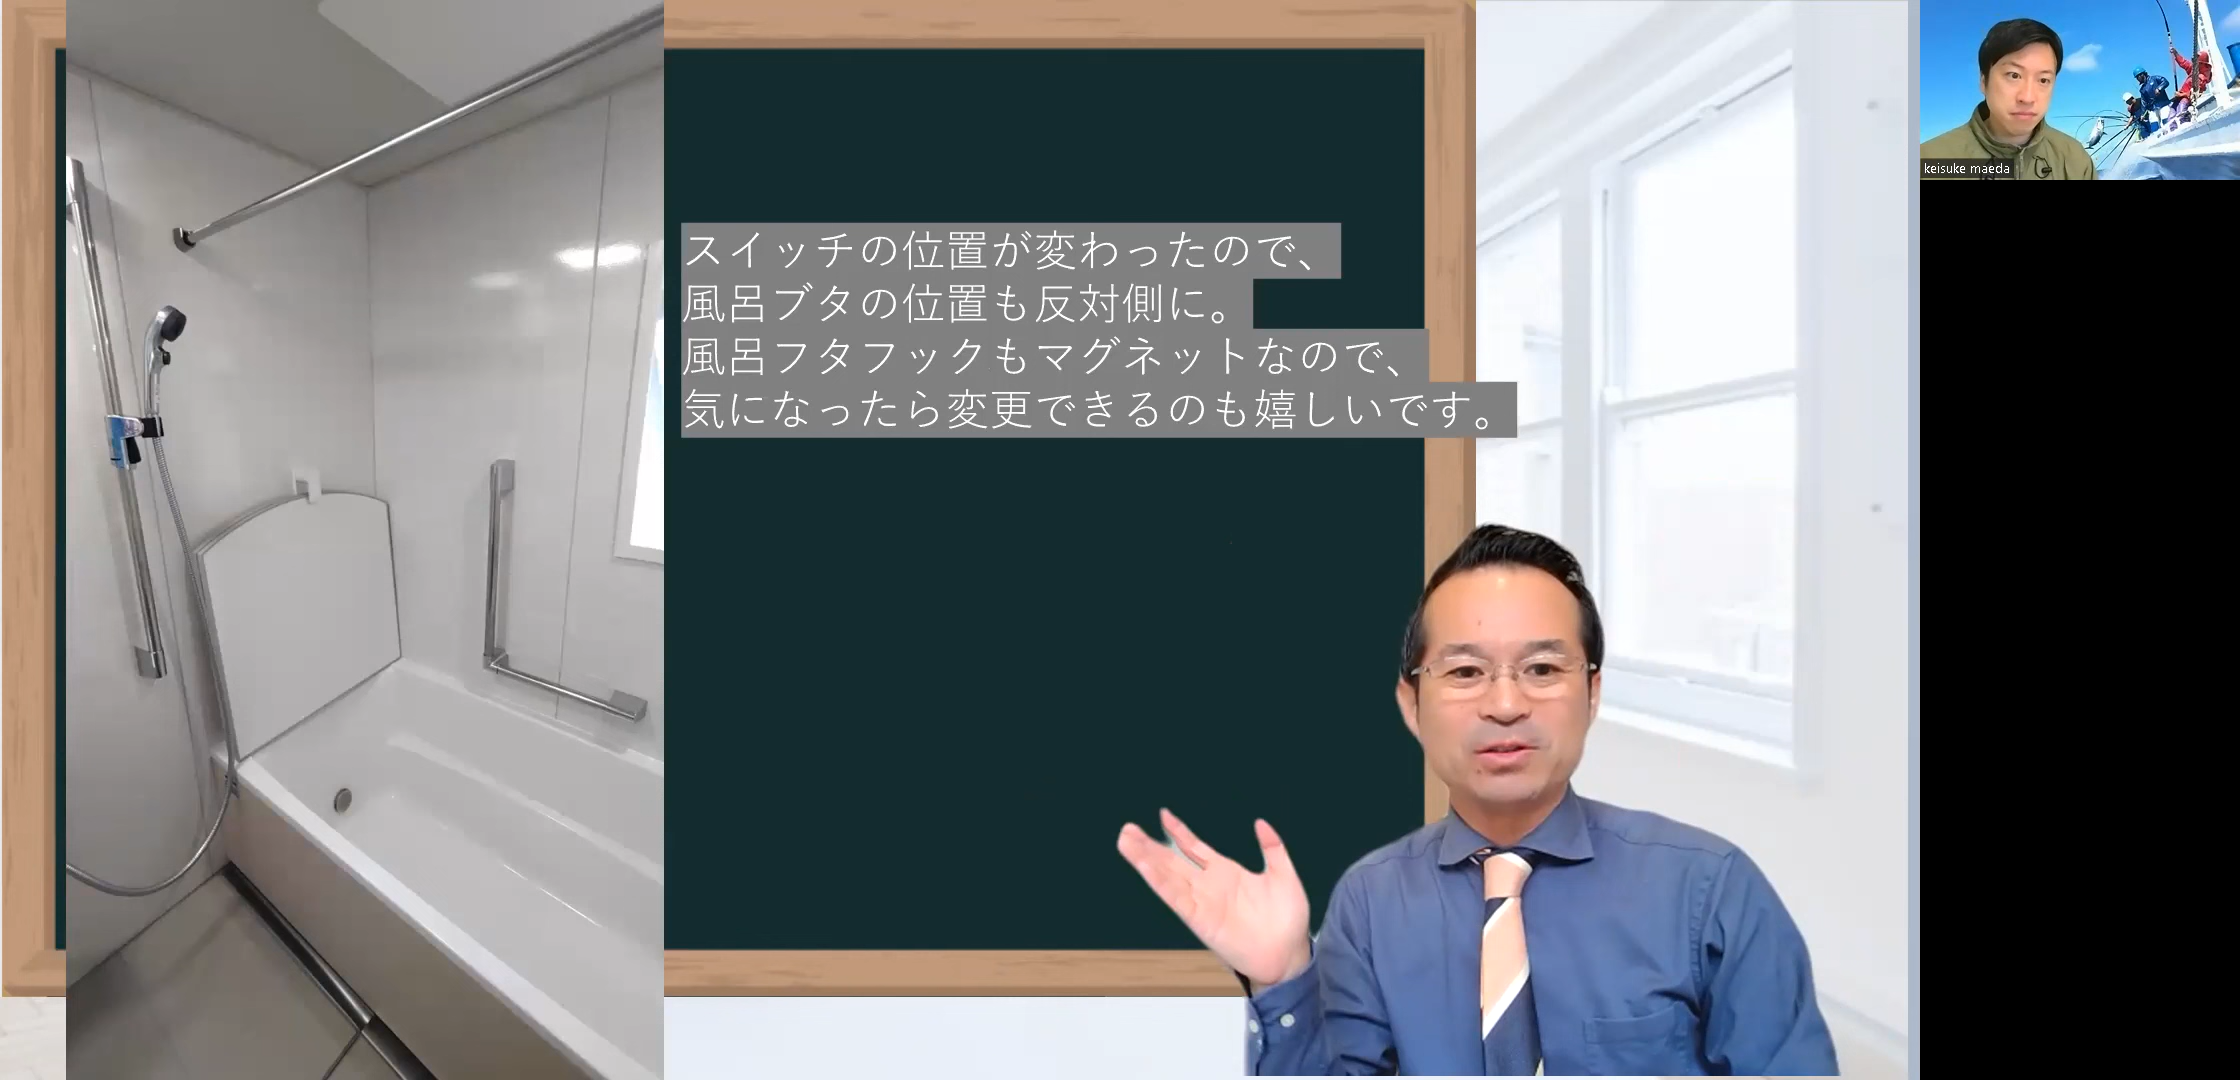 スイッチの位置が変わったので、
風呂ブタの位置も反対側に。
風呂フタフックもマグネットなので、
気になったら変更できるのも嬉しいです。
keisuke maeda